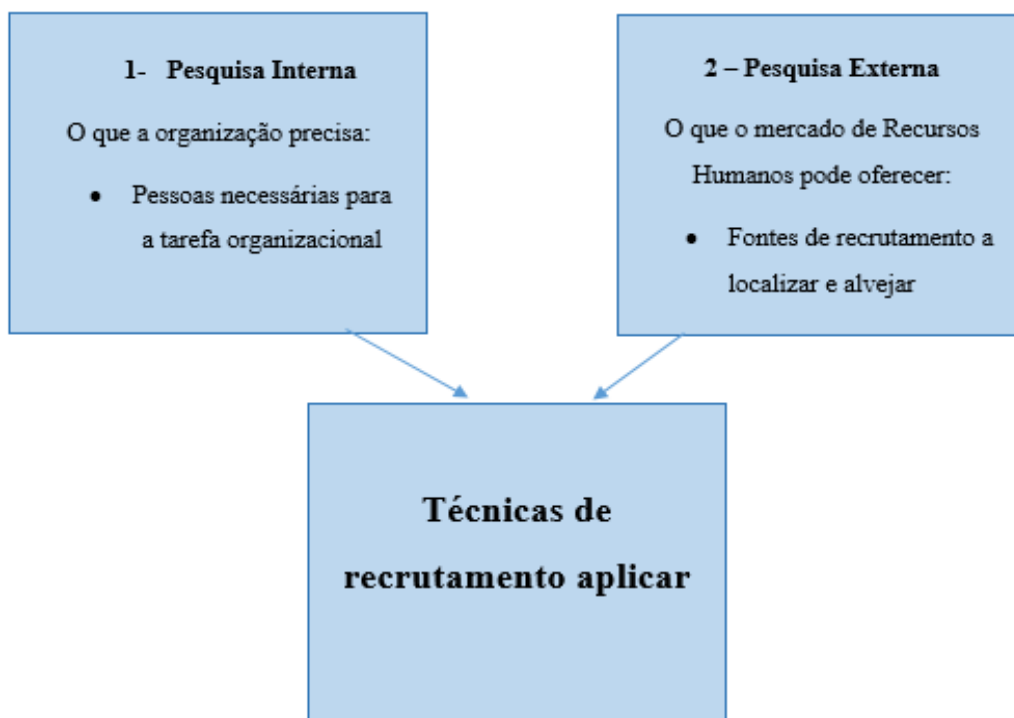 1- Pesquisa Interna
O que a organização precisa:
• Pessoas necessárias para
a tarefa organizacional
2 – Pesquisa Externa
O que o mercado de Recursos
Humanos pode oferecer:
• Fontes de recrutamento a
localizar e alvejar
Técnicas de
recrutamento aplicar